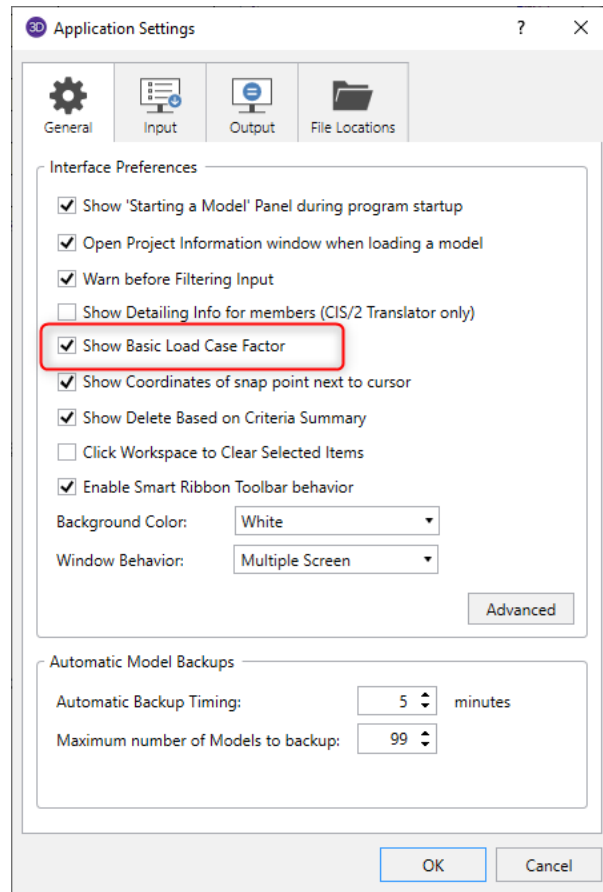 3D Application Settings ?
General Input Output File Locations
Interface Preferences
Show 'Starting a Model' Panel during program startup
Open Project Information window when loading a model
Warn before Filtering Input
Show Detailing Info for members (CIS/2 Translator only)
Show Basic Load Case Factor
Show Coordinates of snap point next to cursor
Show Delete Based on Criteria Summary
Click Workspace to Clear Selected Items
Enable Smart Ribbon Toolbar behavior
Background Color: White
Window Behavior: Multiple Screen
Advanced
Automatic Model Backups
Automatic Backup Timing: 5 minutes
Maximum number of Models to backup: 99
OK Cancel